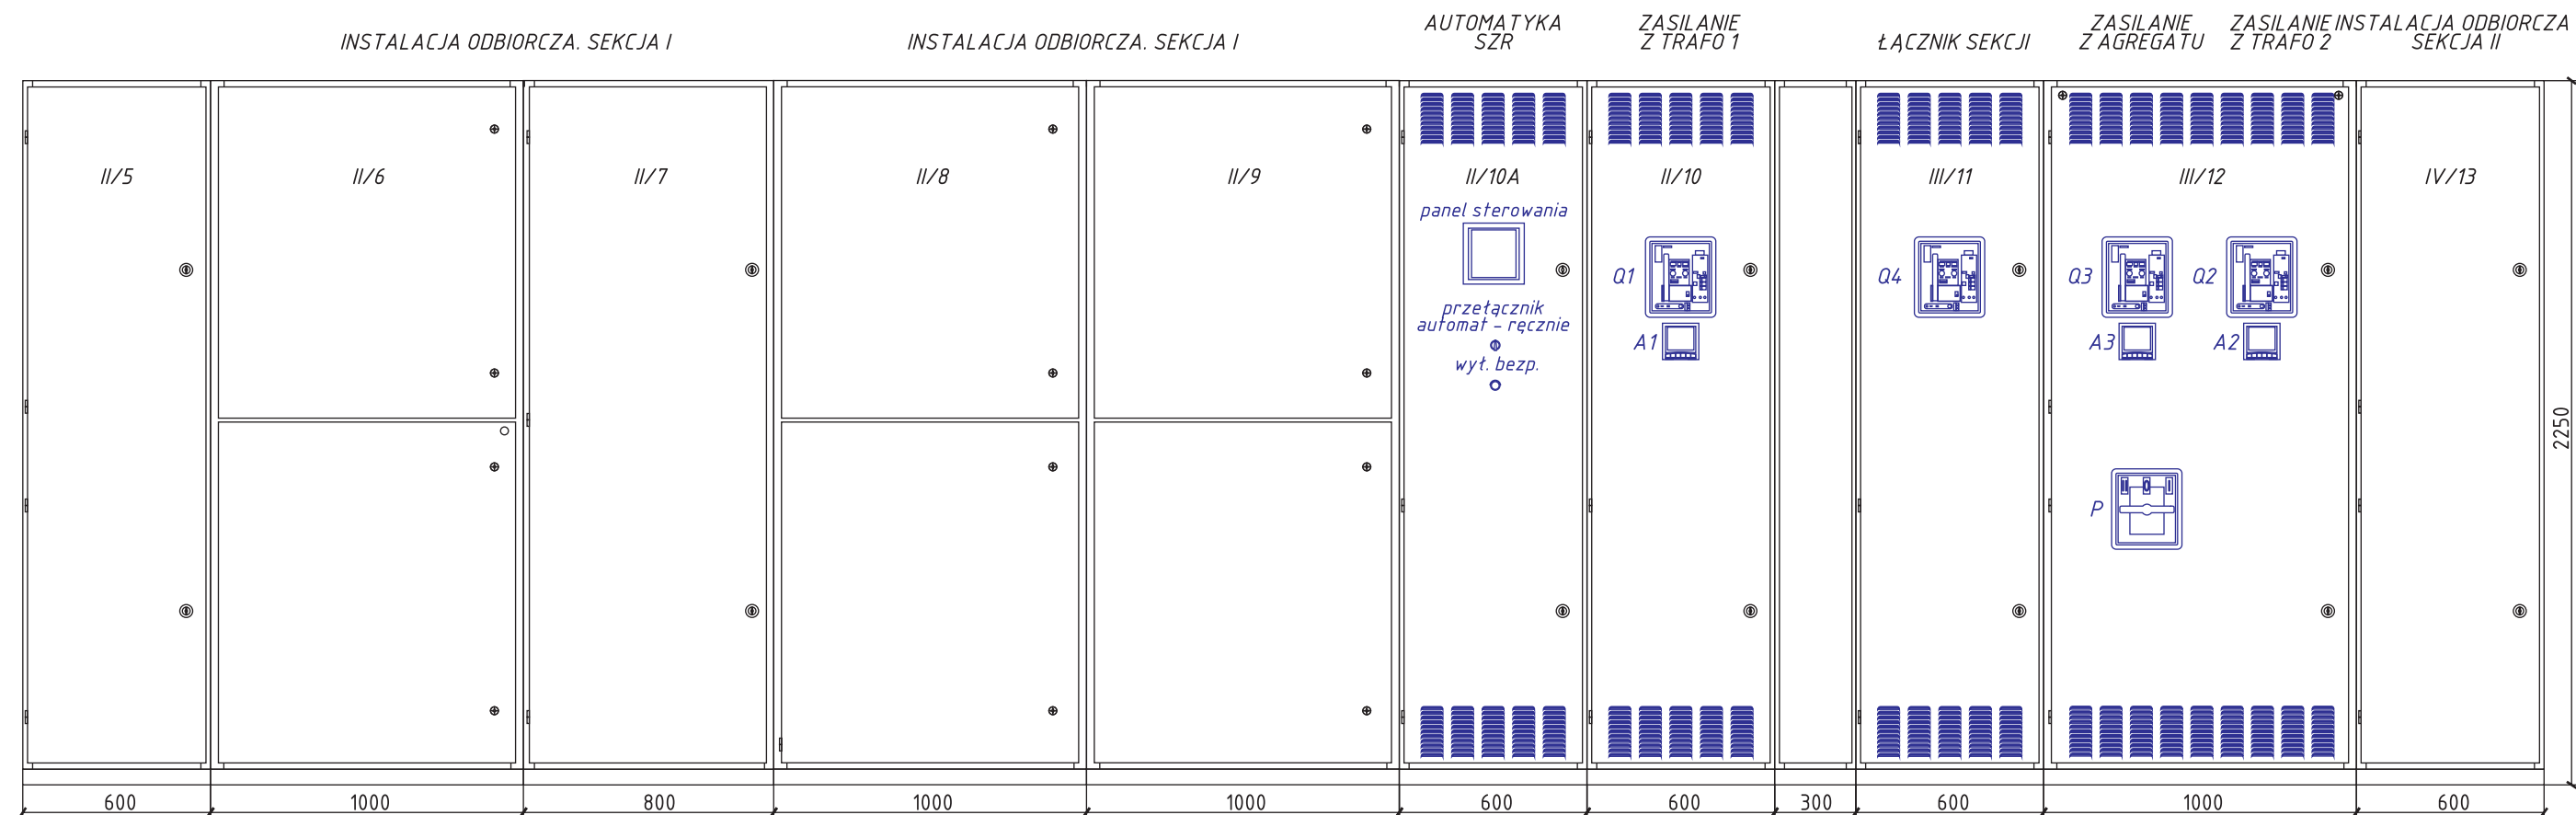 INSTALACJA ODBIORCZA. SEKCJA I
INSTALACJA ODBIORCZA. SEKCJA I
AUTOMATYKA
SZR
ZASILANIE
Z TRAFO 1
ŁĄCZNIK SEKCJI
ZASILANIE
Z AGREGATU
ZASILANIE
Z TRAFO 2
INSTALACJA ODBIORCZA
SEKCJA II
II/5
II/6
II/7
II/8
II/9
II/10A
II/10
III/11
III/12
IV/13
panel sterowania
przełącznik
automat - ręcznie
wył. bezp.
Q1
A1
Q4
Q3
A3
Q2
A2
P
2250
600
1000
800
1000
1000
600
600
300
600
1000
600